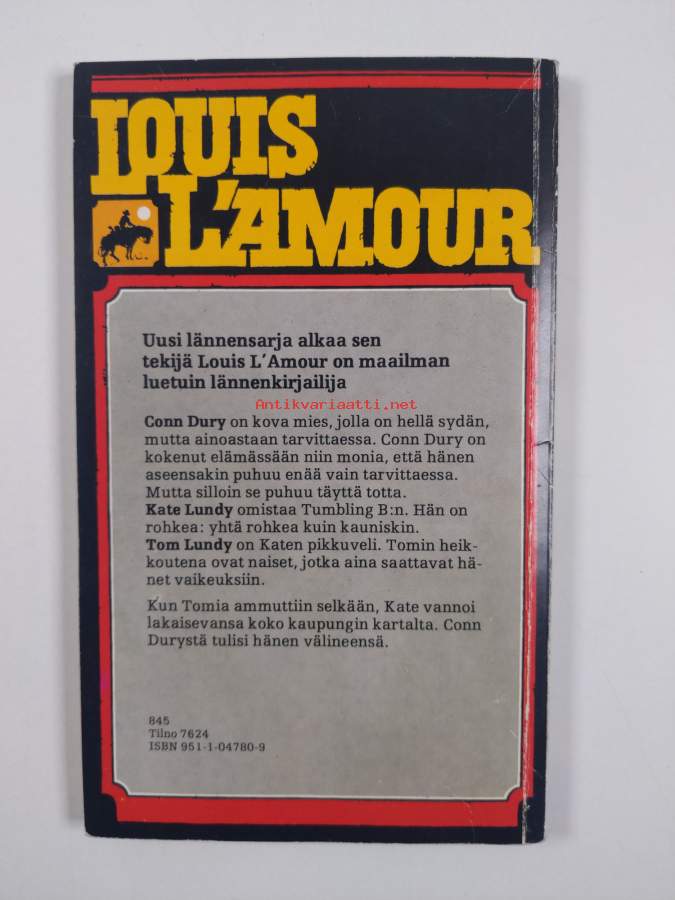 LOUIS
L'AMOUR
Uusi lännensarja alkaa sen
tekijä Louis L'Amour on maailman
luetuin lännenkirjailija
Antikvariaatti.net
Conn Dury on kova mies, jolla on hellä sydän,
mutta ainoastaan tarvittaessa. Conn Dury on
kokenut elämässään niin monia, että hänen
aseensakin puhuu enää vain tarvittaessa.
Mutta silloin se puhuu täyttä totta.
Kate Lundy omistaa Tumbling B:n. Hän on
rohkea: yhtä rohkea kuin kauniskin.
Tom Lundy on Katen pikkuveli. Tomin heik-
koutena ovat naiset, jotka aina saattavat hä-
net vaikeuksiin.
Kun Tomia ammuttiin selkään, Kate vannoi
lakaisevansa koko kaupungin kartalta. Conn
Durystä tulisi hänen välineensä.
845
Tilno 7624
ISBN 951-1-04780-9